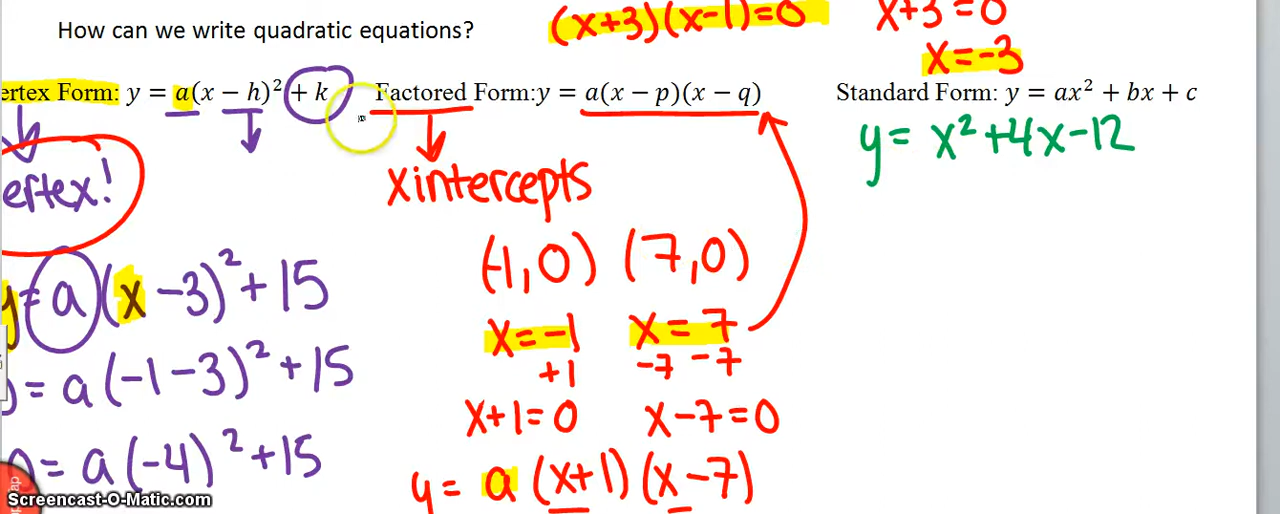 How can we write quadratic equations?
(x+3)(x-1)=0
x+3=0
x=-3
ertex Form: y = a(x − h)² + k
Factored Form:y = a(x − p)(x − q)
Standard Form: y = ax² + bx + c
ertex!
y= a(x-3)²+15
= a(-1-3)²+15
= a(-4)²+15
x intercepts
(-1,0) (7,0)
x=-1 x=7
+1 -7 -7
x+1=0 x-7=0
y= a(x+1)(x-7)
y= x²+4x-12
Screencast-O-Matic.com